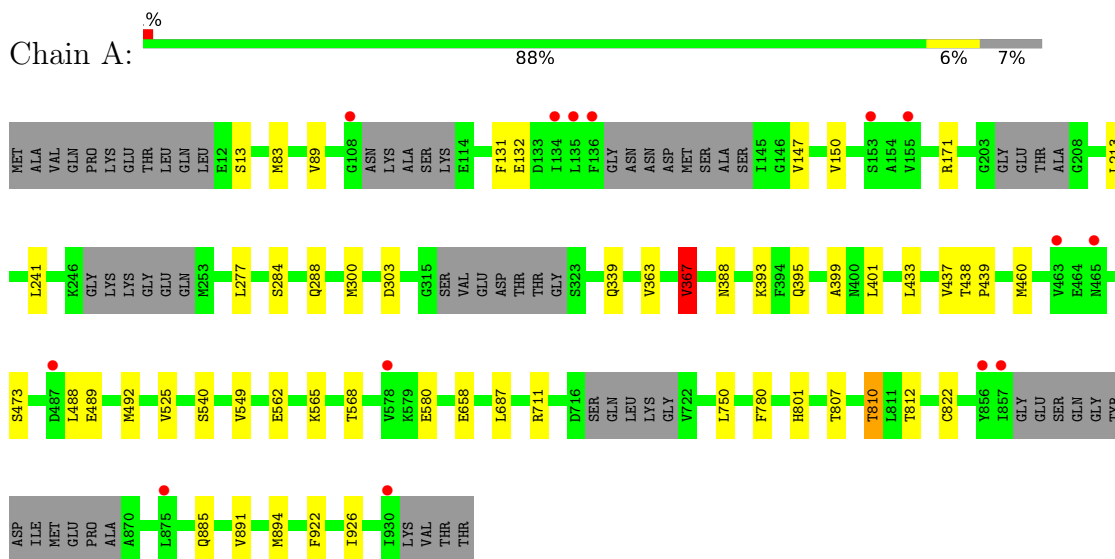 .%
Chain A:
88% 6% 7%
MET ALA VAL GLN PRO LYS GLU THR LEU GLN LEU E12 S13 M83 V89 G108 ASN LYS ALA SER LYS E114 F131 E132 D133 I134 L135 F136 GLY ASN ASN ASP MET SER ALA SER I145 G146 V147 V150 S153 A154 V155 R171 G203 GLY GLU THR ALA G208 L213
L241 K246 GLY LYS LYS GLY GLU GLN M253 L277 S284 Q288 M300 D303 G315 SER VAL GLU ASP THR THR GLY S323 Q339 V363 V367 N388 K393 F394 Q395 A399 N400 L401 L433 V437 T438 P439 M460 V463 E464 N465
S473 D487 L488 E489 M492 V525 S540 V549 E562 K565 T568 V578 K579 E580 E658 L687 R711 D716 SER GLN LEU LYS GLY V722 L750 F780 H801 T807 T810 L811 T812 C822 Y856 I857 GLY GLU SER GLN GLY TYR
ASP ILE MET GLU PRO ALA A870 L875 Q885 V891 M894 F922 I926 I930 LYS VAL THR THR